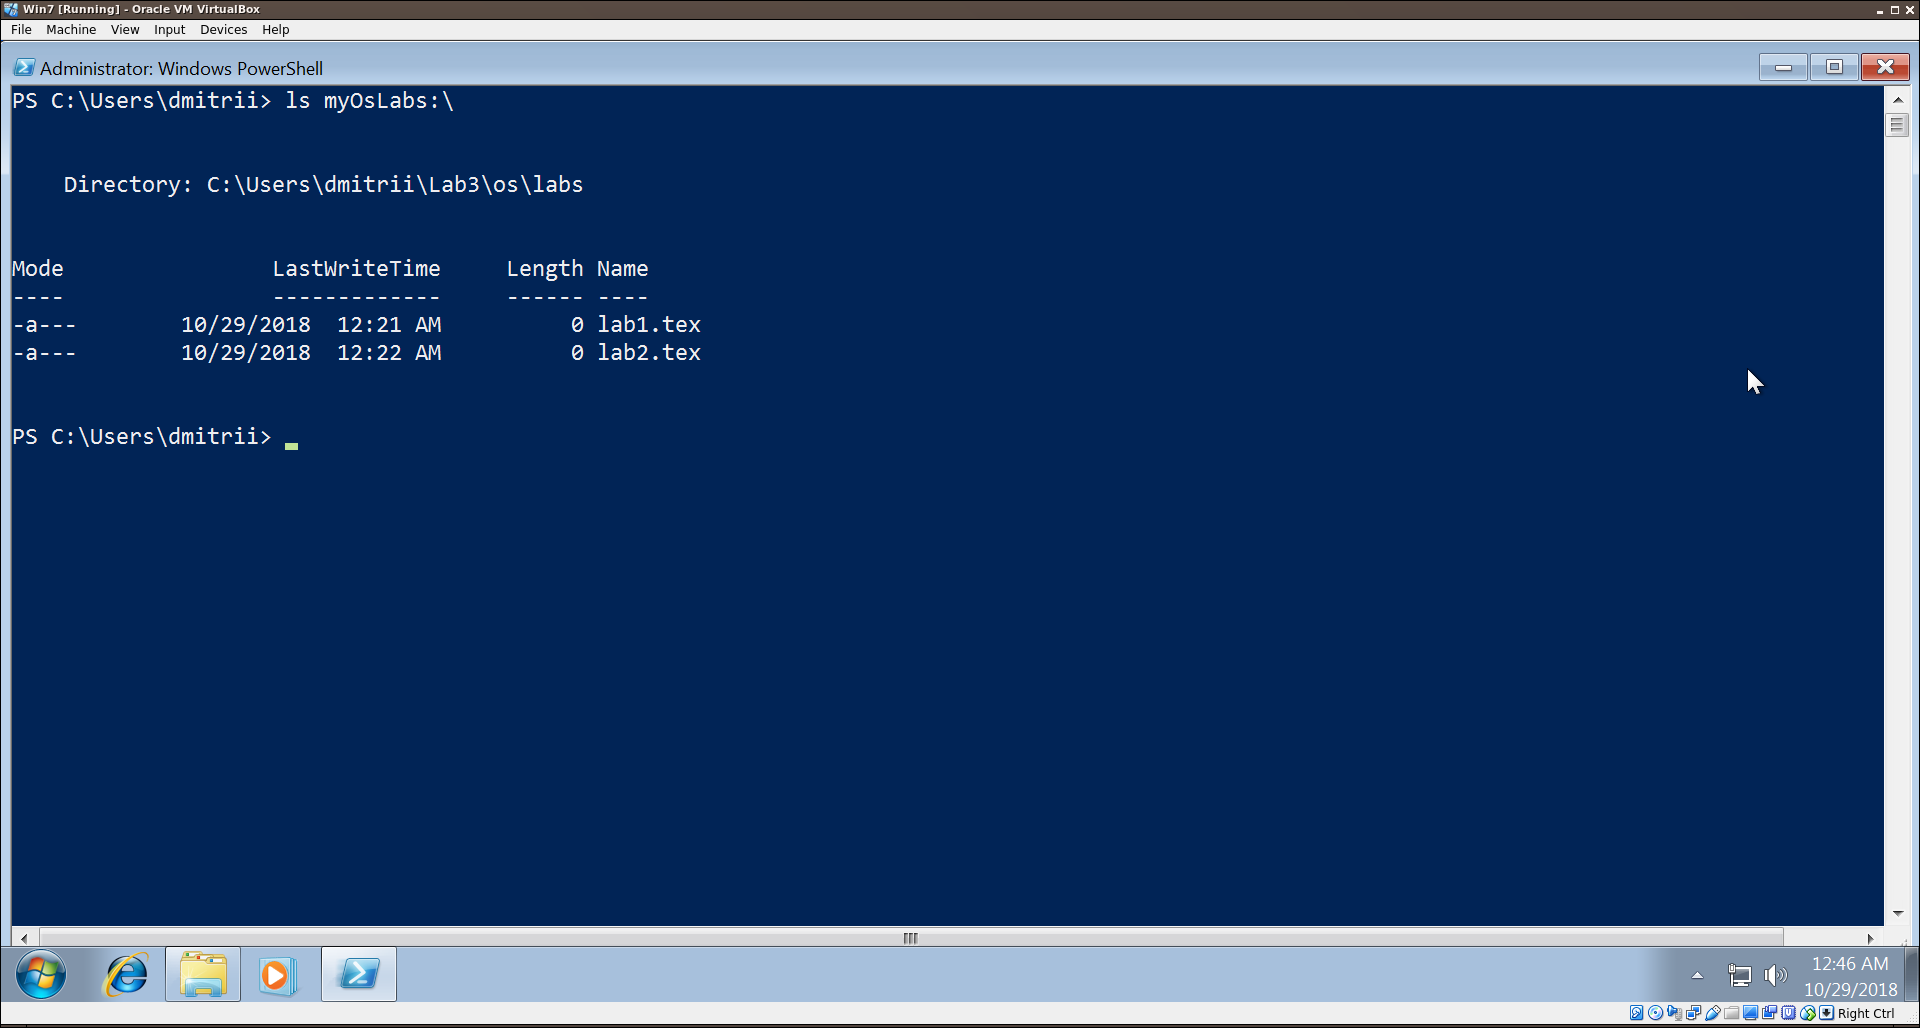 Win7 [Running] - Oracle VM VirtualBox
File Machine View Input Devices Help
Administrator: Windows PowerShell
PS C:\Users\dmitrii> ls myOsLabs:\
Directory: C:\Users\dmitrii\Lab3\os\labs
Mode LastWriteTime Length Name
---- ------------- ------ ----
-a--- 10/29/2018 12:21 AM 0 lab1.tex
-a--- 10/29/2018 12:22 AM 0 lab2.tex
PS C:\Users\dmitrii>
12:46 AM
10/29/2018
Right Ctrl